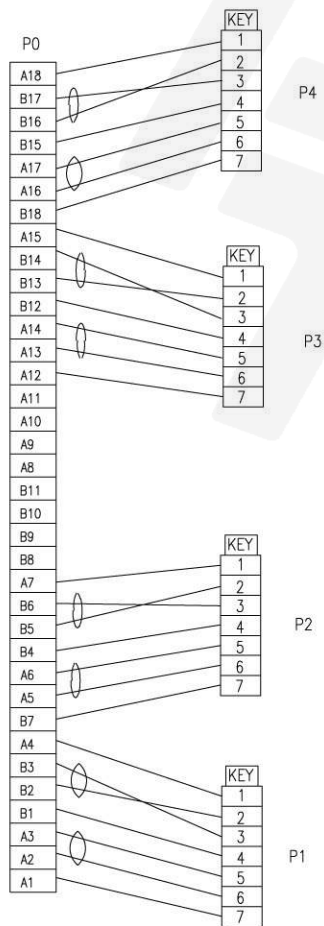 P0
A18
B17
B16
B15
A17
A16
B18
A15
B14
B13
B12
A14
A13
A12
A11
A10
A9
A8
B11
B10
B9
B8
A7
B6
B5
B4
A6
A5
B7
A4
B3
B2
B1
A3
A2
A1
KEY
1
2
3
4
5
6
7
P4
KEY
1
2
3
4
5
6
7
P3
KEY
1
2
3
4
5
6
7
P2
KEY
1
2
3
4
5
6
7
P1